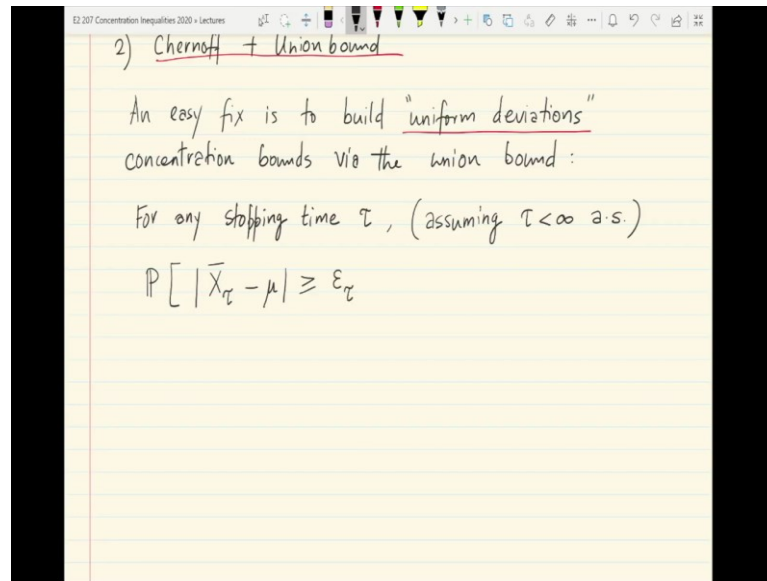 E2 207 Concentration Inequalities 2020 » Lectures
2) Chernoff + Union bound
An easy fix is to build "uniform deviations"
concentration bounds via the union bound :
For any stopping time τ, (assuming τ<∞ a.s.)
ℙ[ |X̄_τ - μ| ≥ ε_τ